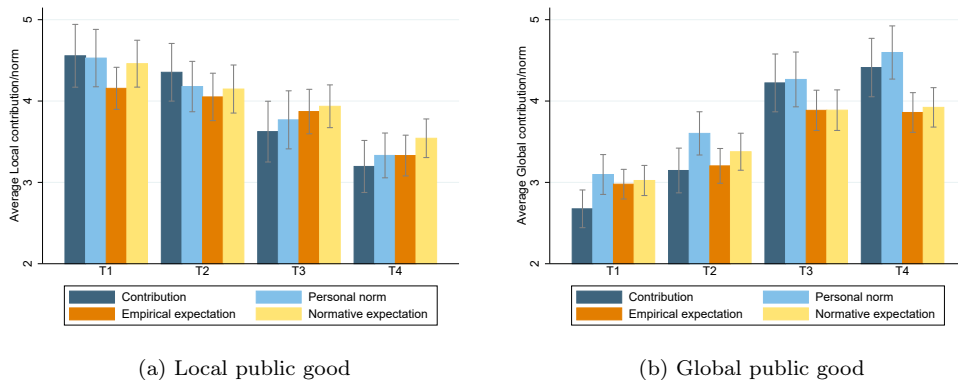 Average Local contribution/norm
5
4
3
2
T1 T2 T3 T4
Contribution Personal norm
Empirical expectation Normative expectation
(a) Local public good
Average Global contribution/norm
5
4
3
2
T1 T2 T3 T4
Contribution Personal norm
Empirical expectation Normative expectation
(b) Global public good